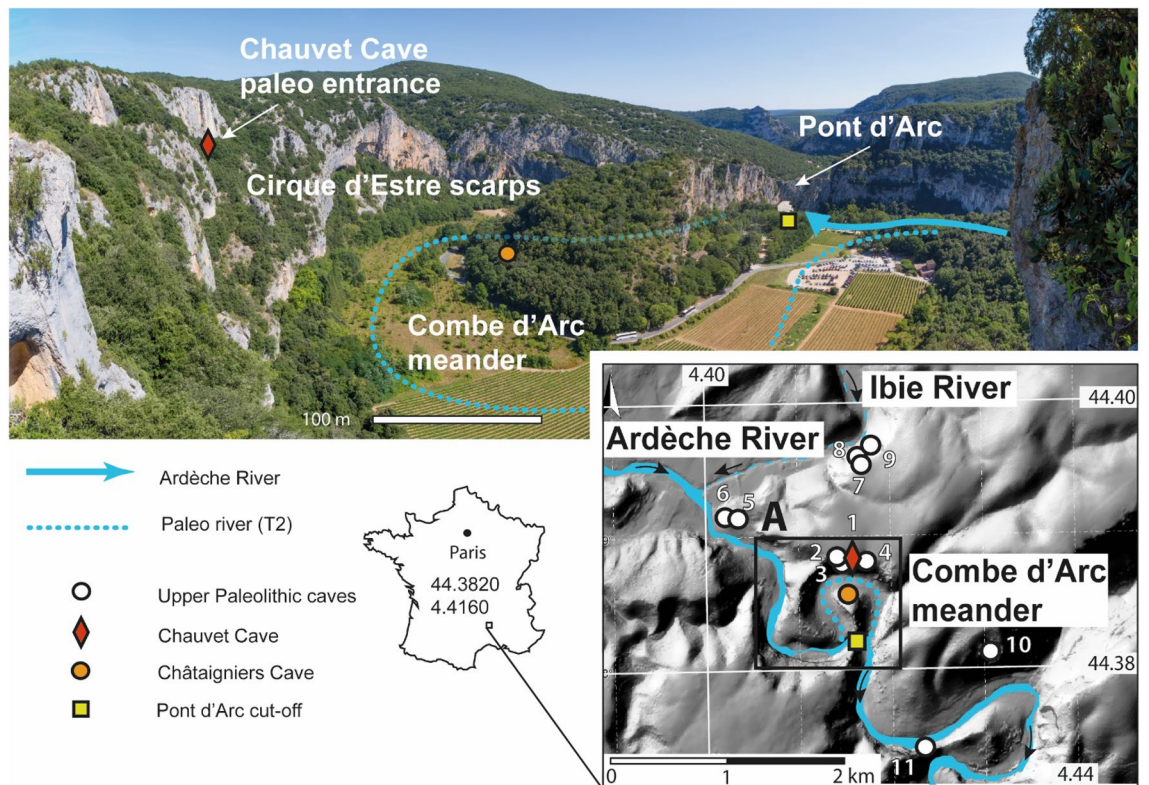 Chauvet Cave
paleo entrance
Pont d'Arc
Cirque d'Estre scarps
Combe d'Arc
meander
100 m
Ardèche River
Paleo river (T2)
Upper Paleolithic caves
Chauvet Cave
Châtaigniers Cave
Pont d'Arc cut-off
Paris
44.3820
4.4160
4.40
Ibie River
44.40
Ardèche River
8
9
7
6
5
A
1
2
4
3
Combe d'Arc
meander
10
44.38
11
0
1
2 km
4.44